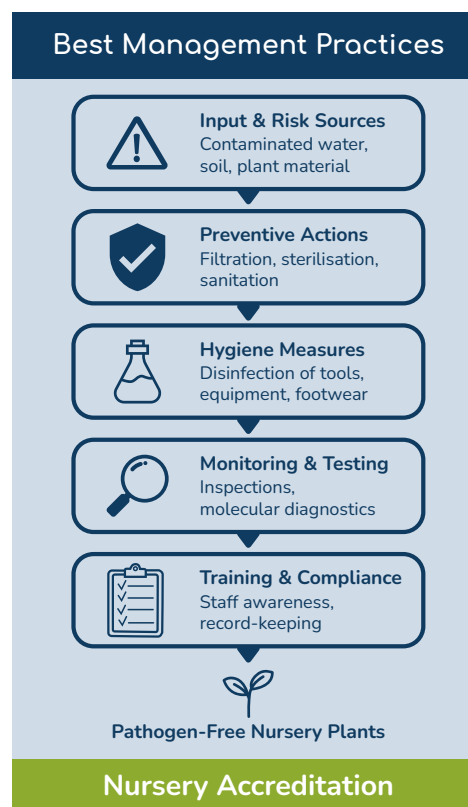 Best Management Practices
Input & Risk Sources
Contaminated water,
soil, plant material
Preventive Actions
Filtration, sterilisation,
sanitation
Hygiene Measures
Disinfection of tools,
equipment, footwear
Monitoring & Testing
Inspections,
molecular diagnostics
Training & Compliance
Staff awareness,
record-keeping
Pathogen-Free Nursery Plants
Nursery Accreditation